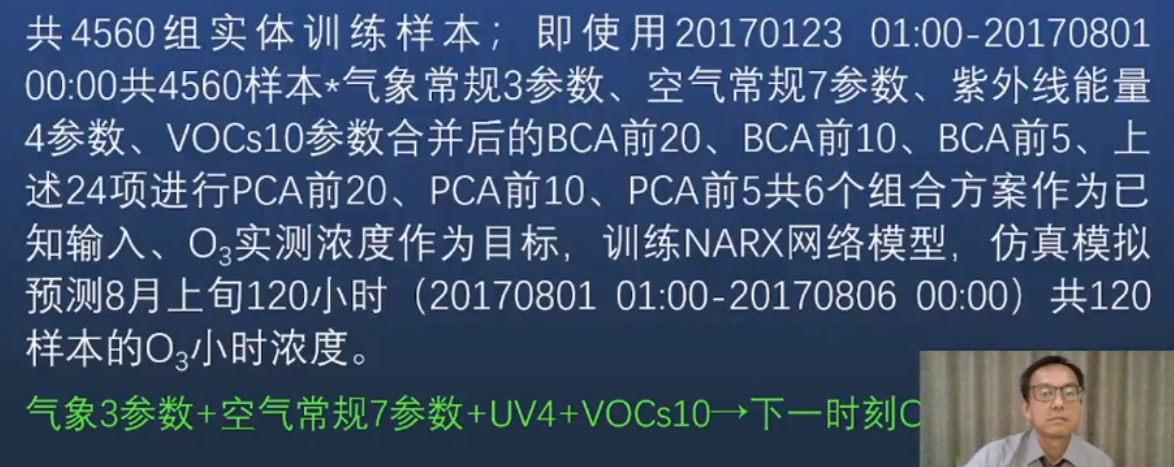 共4560组实体训练样本；即使用20170123 01:00-20170801
00:00共4560样本*气象常规3参数、空气常规7参数、紫外线能量
4参数、VOCs10参数合并后的BCA前20、BCA前10、BCA前5、上
述24项进行PCA前20、PCA前10、PCA前5共6个组合方案作为已
知输入、O₃实测浓度作为目标，训练NARX网络模型，仿真模拟
预测8月上旬120小时（20170801 01:00-20170806 00:00）共120
样本的O₃小时浓度。
气象3参数+空气常规7参数+UV4+VOCs10→下一时刻